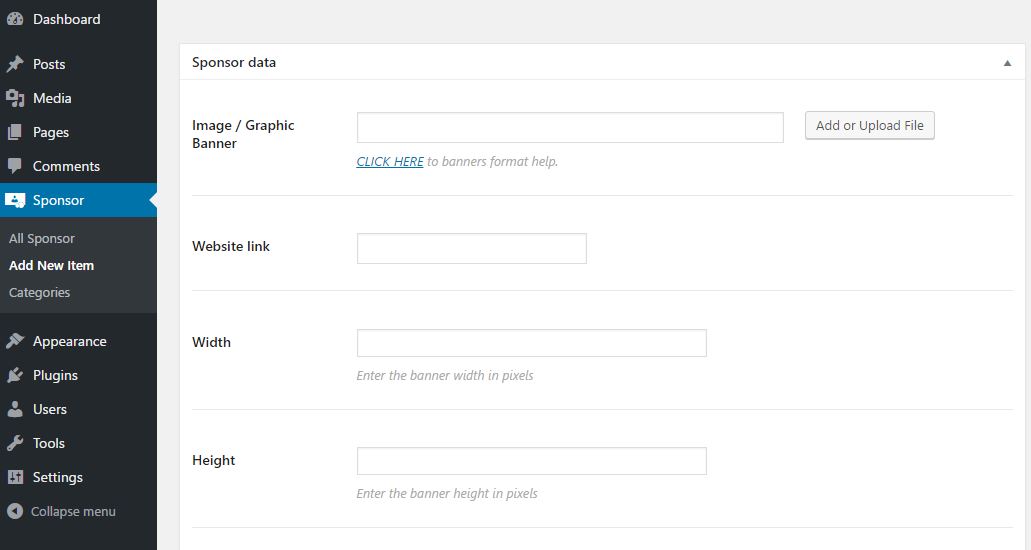 Dashboard
Posts
Media
Pages
Comments
Sponsor
All Sponsor
Add New Item
Categories
Appearance
Plugins
Users
Tools
Settings
Collapse menu
Sponsor data
Image / Graphic
Banner
Add or Upload File
CLICK HERE to banners format help.
Website link
Width
Enter the banner width in pixels
Height
Enter the banner height in pixels